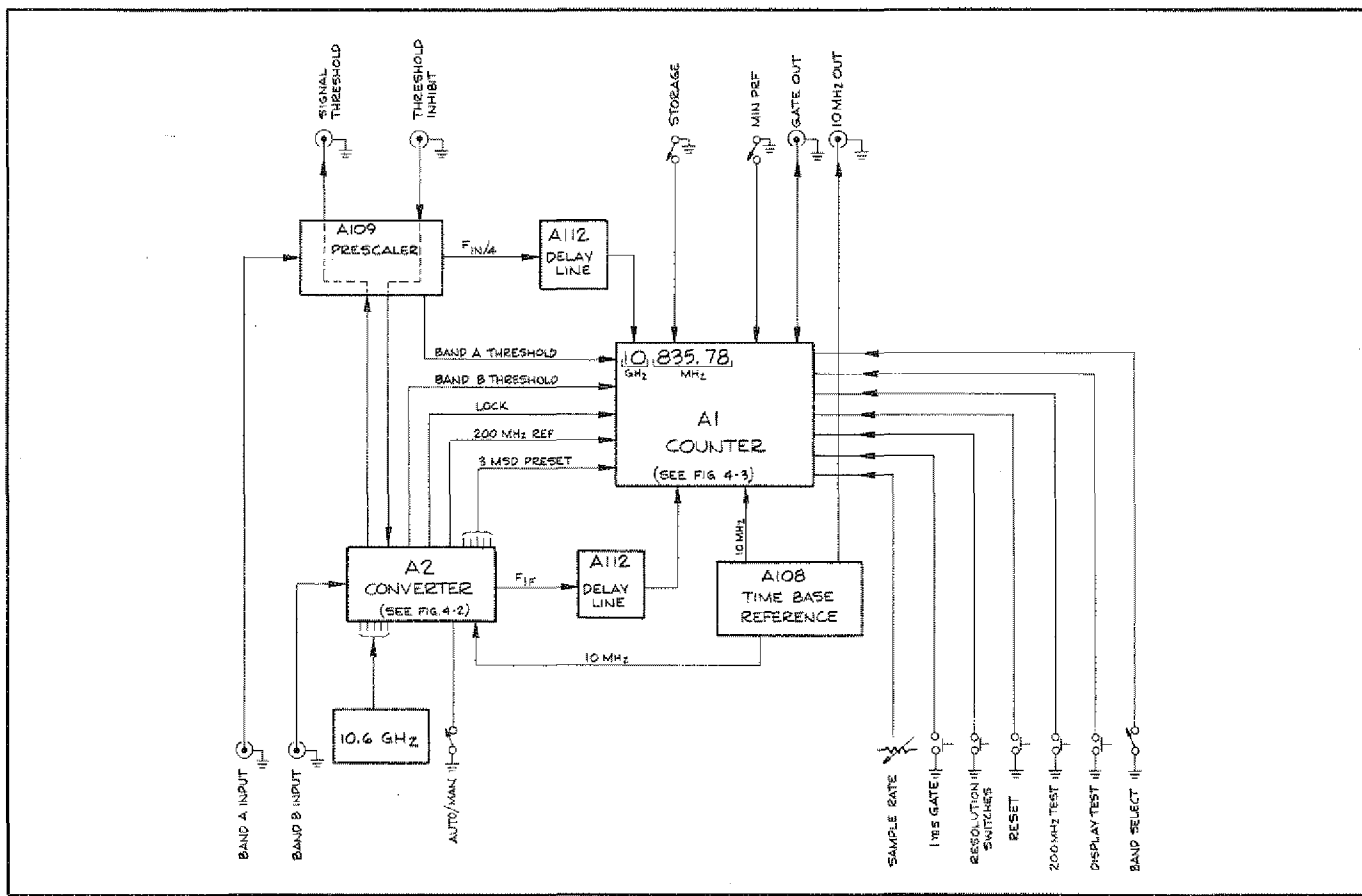 SIGNAL
THRESHOLD
THRESHOLD
INHIBIT
STORAGE
MIN PRF
GATE OUT
10 MHZ OUT
A109
PRESCALER
FIN/4
A112
DELAY
LINE
BAND A THRESHOLD
BAND B THRESHOLD
LOCK
200 MHZ REF
3 MSD PRESET
10 835.78
GHZ MHZ
A1
COUNTER
(SEE FIG 4-3)
A2
CONVERTER
(SEE FIG. 4-2)
FIF
A112
DELAY
LINE
10 MHZ
A108
TIME BASE
REFERENCE
10 MHZ
10.6 GHZ
BAND A INPUT
BAND B INPUT
AUTO/MAN
SAMPLE RATE
1 MS GATE
RESOLUTION
SWITCHES
RESET
200 MHZ TEST
DISPLAY TEST
BAND SELECT